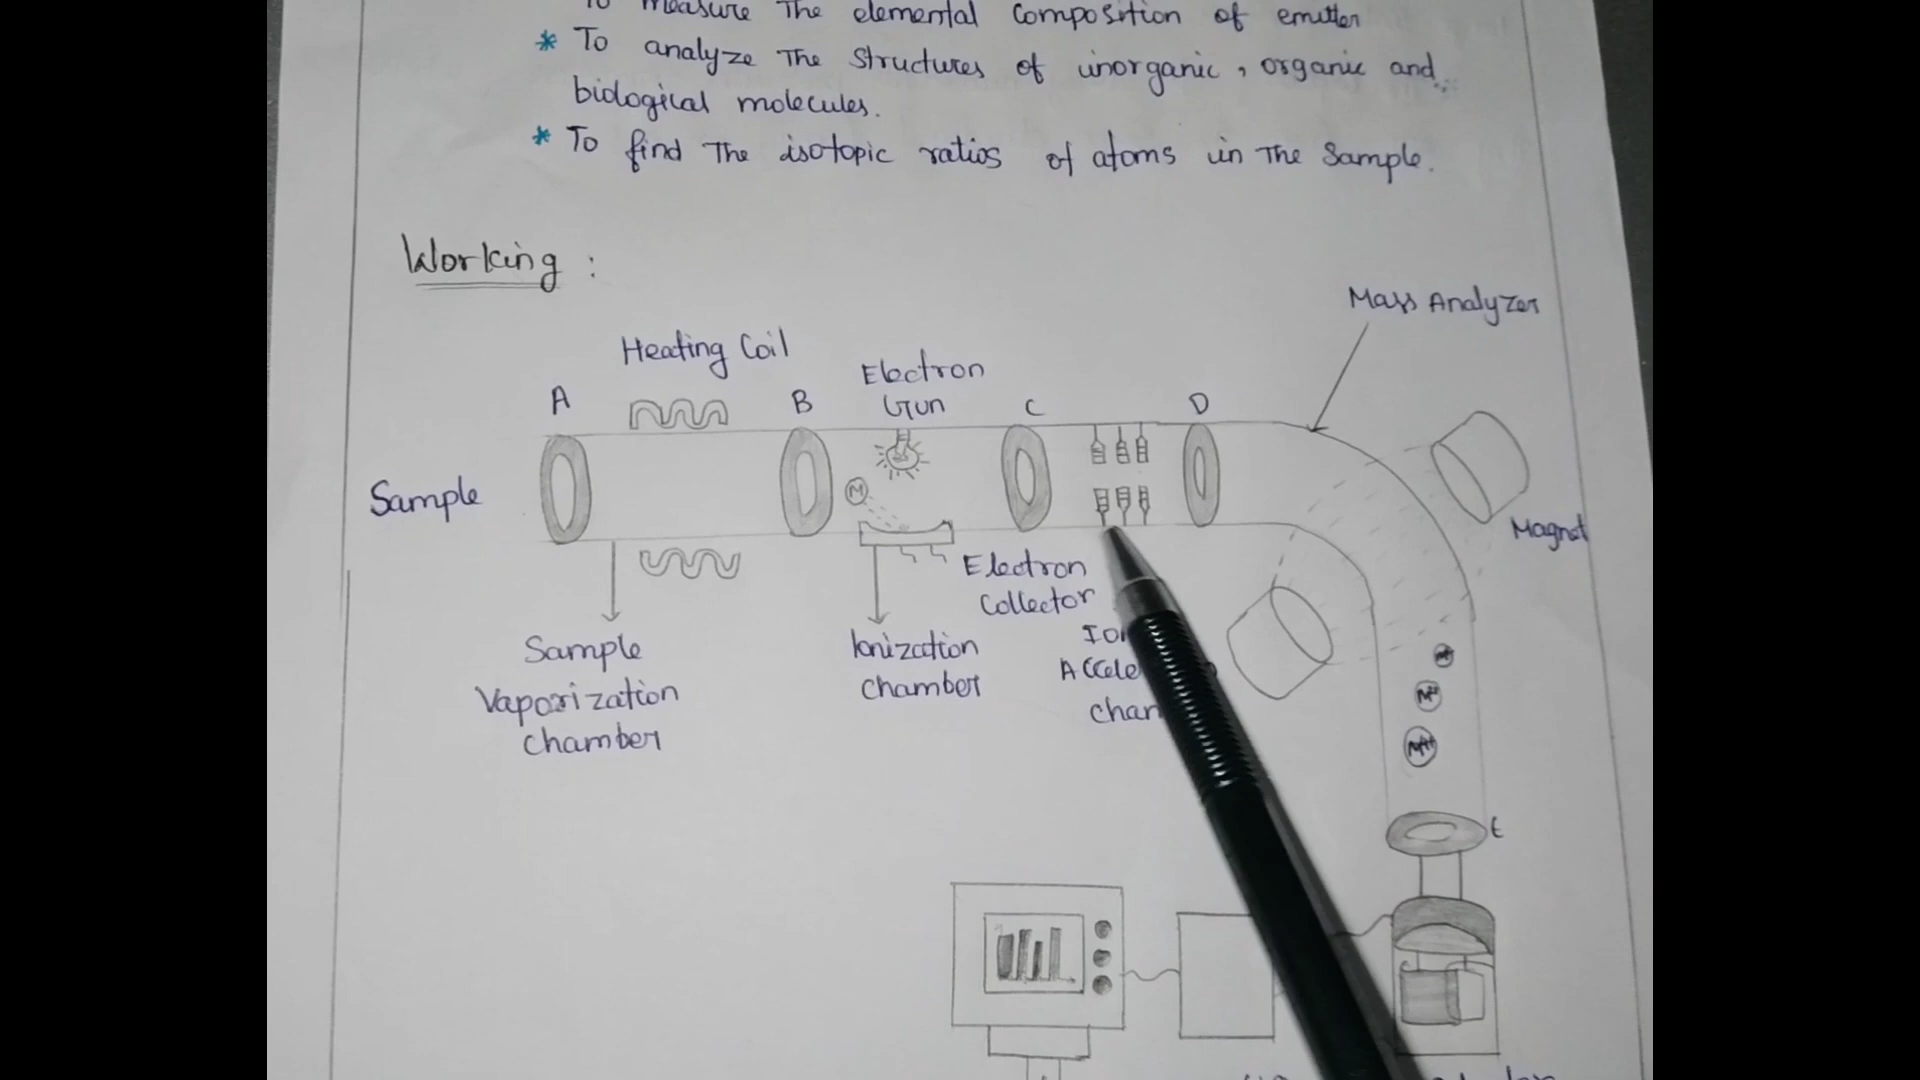 To measure The elemental composition of emitter
* To analyze The Structures of inorganic, organic and
biological molecules.
* To find The isotopic ratios of atoms in The Sample.
Working :
Mass Analyzer
Heating Coil
Electron
Gun
A
B
C
D
Sample
M
Magnet
Electron
Collector
Sample
Vaporization
Chamber
Ionization
Chamber
E